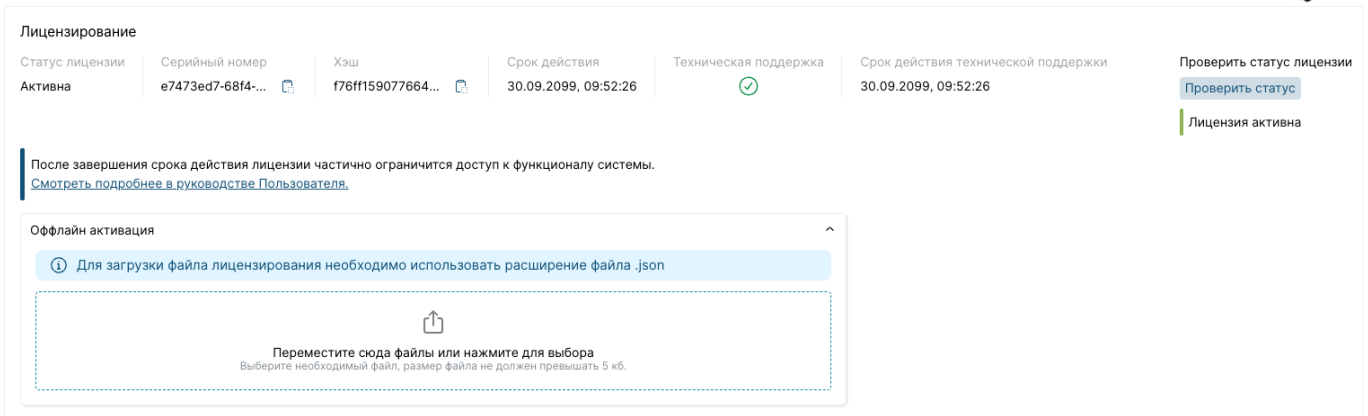 Лицензирование
Статус лицензии Серийный номер Хэш Срок действия Техническая поддержка Срок действия технической поддержки Проверить статус лицензии
Активна e7473ed7-68f4-... f76ff159077664... 30.09.2099, 09:52:26 30.09.2099, 09:52:26 Проверить статус
Лицензия активна
После завершения срока действия лицензии частично ограничится доступ к функционалу системы.
Смотреть подробнее в руководстве Пользователя.
Оффлайн активация
Для загрузки файла лицензирования необходимо использовать расширение файла .json
Переместите сюда файлы или нажмите для выбора
Выберите необходимый файл, размер файла не должен превышать 5 кб.